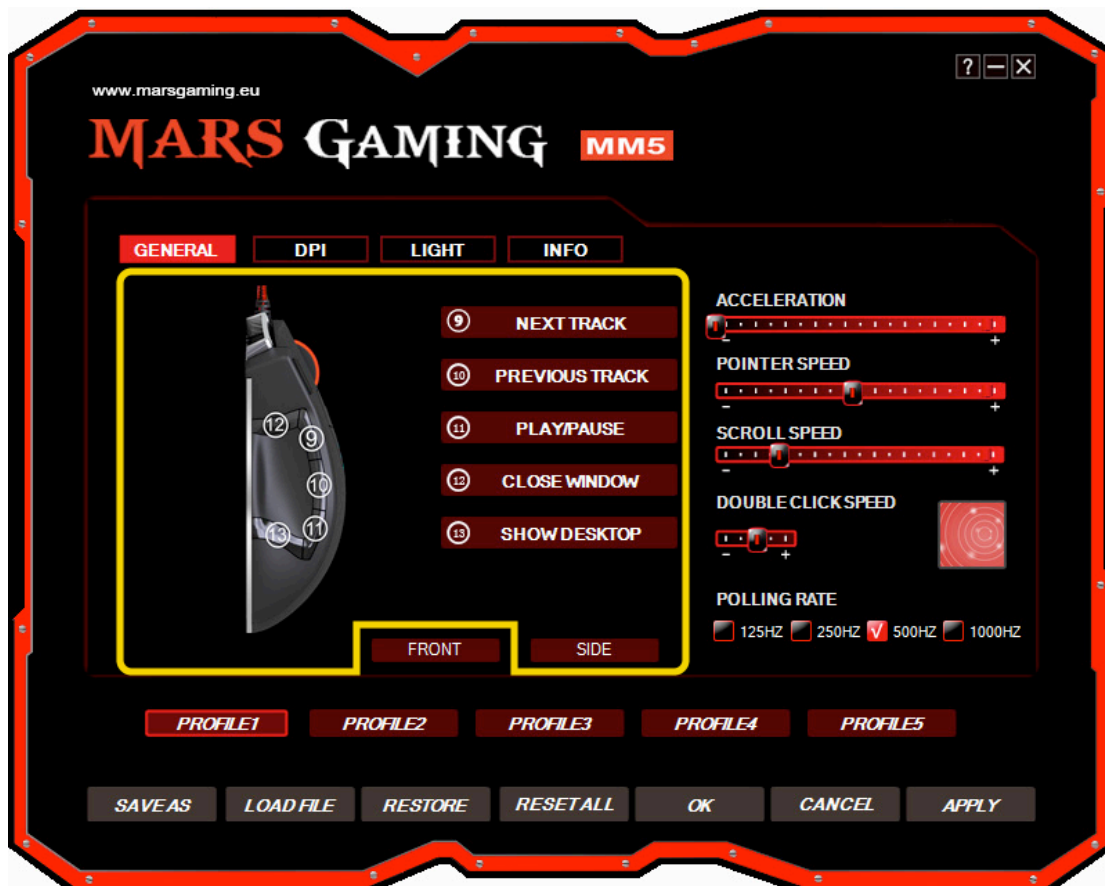 ? — X
www.marsgaming.eu
MARS GAMING MM5
GENERAL DPI LIGHT INFO
9 NEXT TRACK
10 PREVIOUS TRACK
11 PLAY/PAUSE
12 CLOSE WINDOW
13 SHOW DESKTOP
12
9
10
11
13
FRONT SIDE
ACCELERATION
- +
POINTER SPEED
- +
SCROLL SPEED
- +
DOUBLE CLICK SPEED
- +
POLLING RATE
125HZ 250HZ √ 500HZ 1000HZ
PROFILE1 PROFILE2 PROFILE3 PROFILE4 PROFILE5
SAVE AS LOAD FILE RESTORE RESET ALL OK CANCEL APPLY